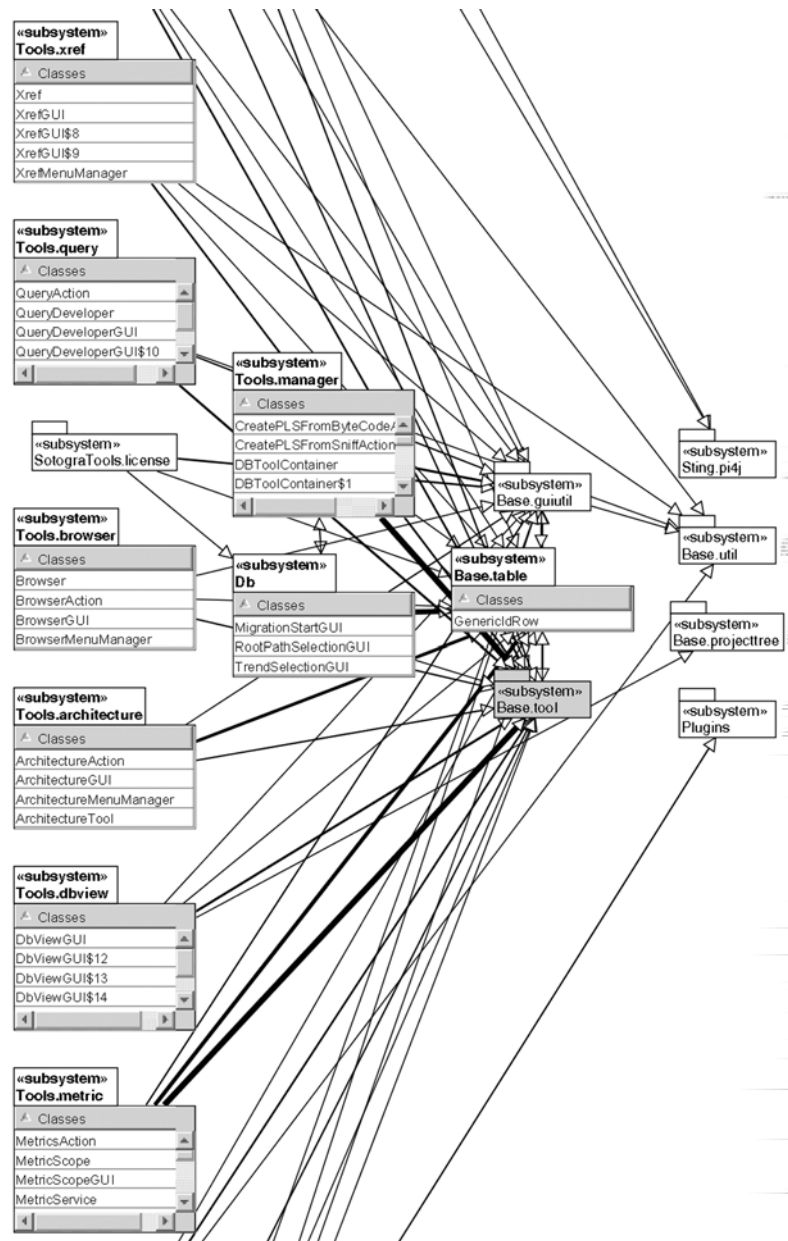 «subsystem»
Tools.xref
Classes
Xref
XrefGUI
XrefGUI$8
XrefGUI$9
XrefMenuManager
«subsystem»
Tools.query
Classes
QueryAction
QueryDeveloper
QueryDeveloperGUI
QueryDeveloperGUI$10
«subsystem»
Tools.manager
Classes
CreatePLSFromByteCodeA
CreatePLSFromSniffAction
DBToolContainer
DBToolContainer$1
«subsystem»
SotograTools.license
«subsystem»
Sting.pi4j
«subsystem»
Base.guiutil
«subsystem»
Base.util
Tools.browser
«subsystem»
Classes
Browser
BrowserAction
BrowserGUI
BrowserMenuManager
«subsystem»
Db
Classes
MigrationStartGUI
RootPathSelectionGUI
TrendSelectionGUI
«subsystem»
Base.table
Classes
GenericIdRow
«subsystem»
Base.projecttree
«subsystem»
Base.tool
«subsystem»
Plugins
«subsystem»
Tools.architecture
Classes
ArchitectureAction
ArchitectureGUI
ArchitectureMenuManager
ArchitectureTool
«subsystem»
Tools.dbview
Classes
DbViewGUI
DbViewGUI$12
DbViewGUI$13
DbViewGUI$14
«subsystem»
Tools.metric
Classes
MetricsAction
MetricScope
MetricScopeGUI
MetricService